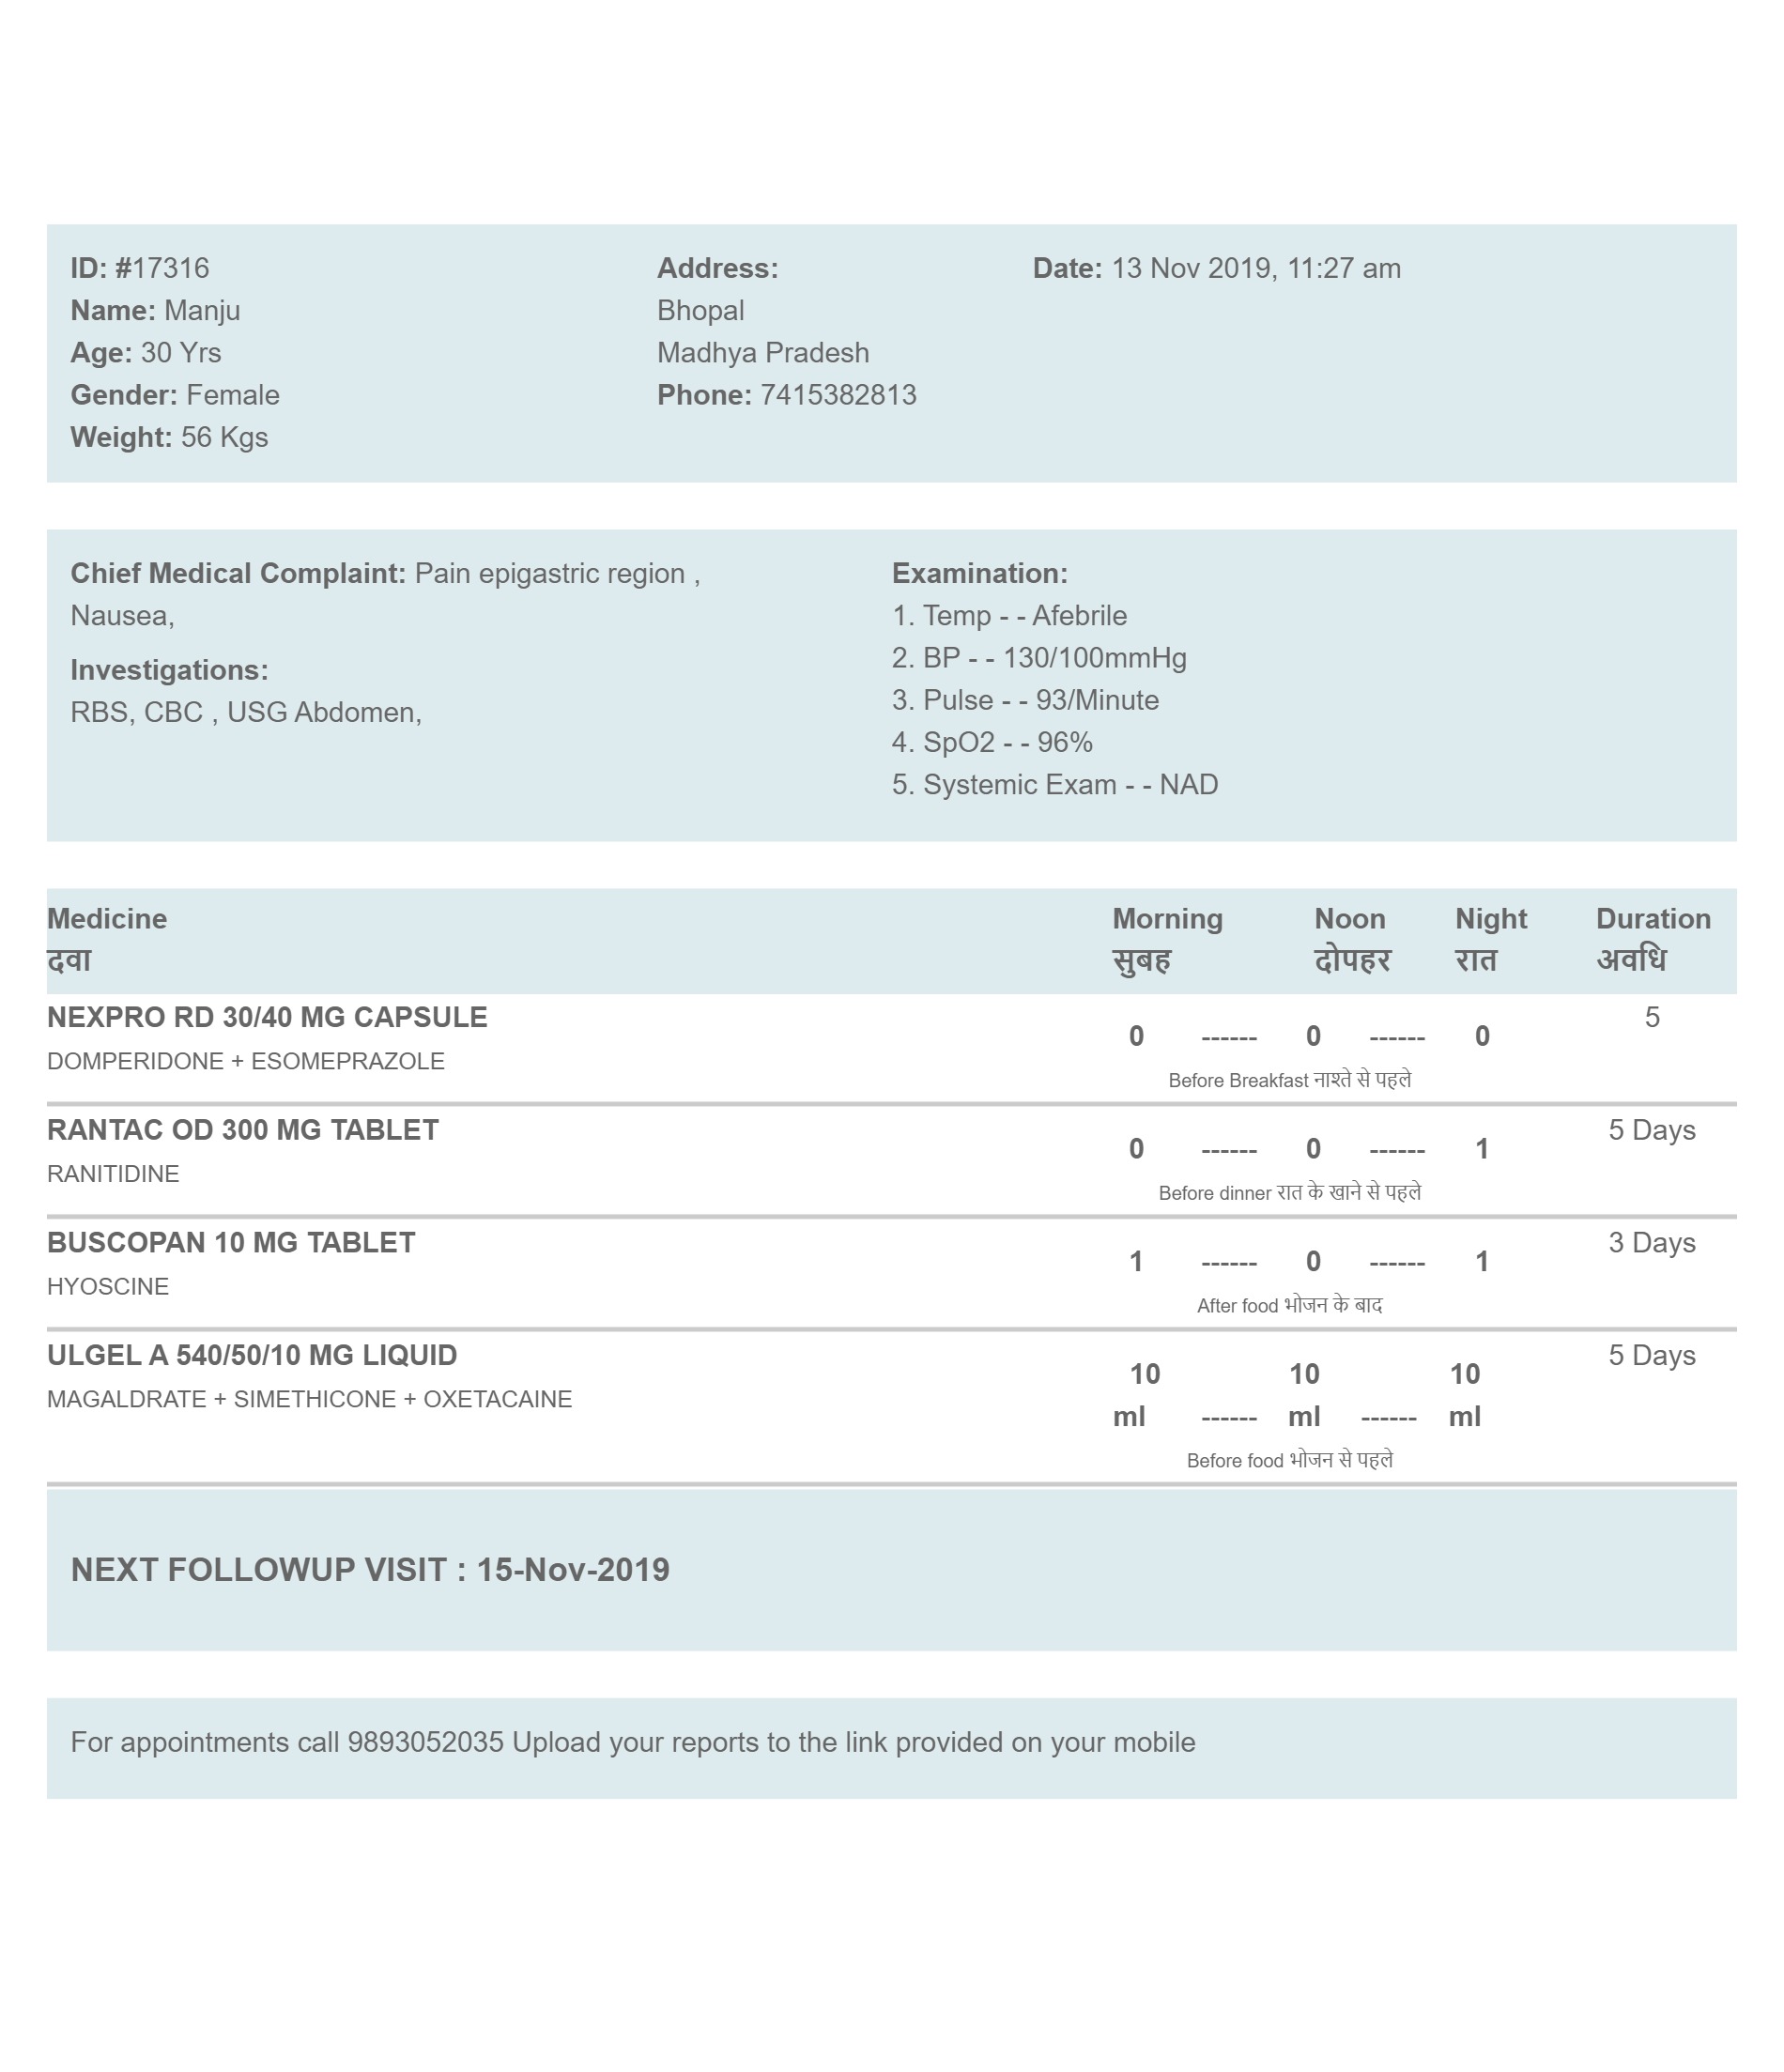 ID: #17316
Name: Manju
Age: 30 Yrs
Gender: Female
Weight: 56 Kgs
Address:
Bhopal
Madhya Pradesh
Phone: 7415382813
Date: 13 Nov 2019, 11:27 am
Chief Medical Complaint: Pain epigastric region ,
Nausea,
Investigations:
RBS, CBC , USG Abdomen,
Examination:
1. Temp - - Afebrile
2. BP - - 130/100mmHg
3. Pulse - - 93/Minute
4. SpO2 - - 96%
5. Systemic Exam - - NAD
Medicine Morning Noon Night Duration
दवा सुबह दोपहर रात अवधि
NEXPRO RD 30/40 MG CAPSULE 5
0 ------ 0 ------ 0
DOMPERIDONE + ESOMEPRAZOLE
Before Breakfast नाश्ते से पहले
RANTAC OD 300 MG TABLET 5 Days
0 ------ 0 ------ 1
RANITIDINE
Before dinner रात के खाने से पहले
BUSCOPAN 10 MG TABLET 3 Days
1 ------ 0 ------ 1
HYOSCINE
After food भोजन के बाद
ULGEL A 540/50/10 MG LIQUID 5 Days
10 10 10
MAGALDRATE + SIMETHICONE + OXETACAINE
ml ------ ml ------ ml
Before food भोजन से पहले
NEXT FOLLOWUP VISIT : 15-Nov-2019
For appointments call 9893052035 Upload your reports to the link provided on your mobile